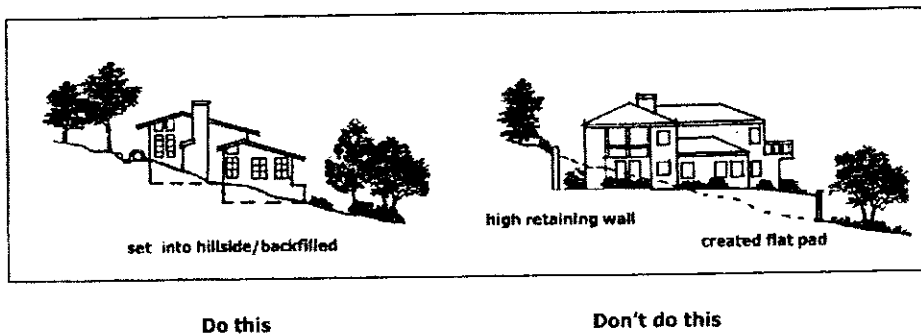 set into hillside/backfilled
high retaining wall
created flat pad
Do this
Don't do this